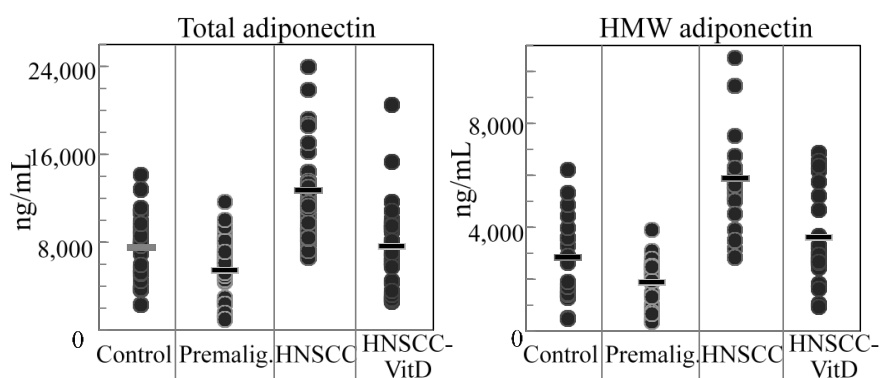 Total adiponectin
24,000
16,000
8,000
0
ng/mL
Control
Premalig.
HNSCC
HNSCC-
VitD
HMW adiponectin
8,000
4,000
0
ng/mL
Control
Premalig.
HNSCC
HNSCC-
VitD